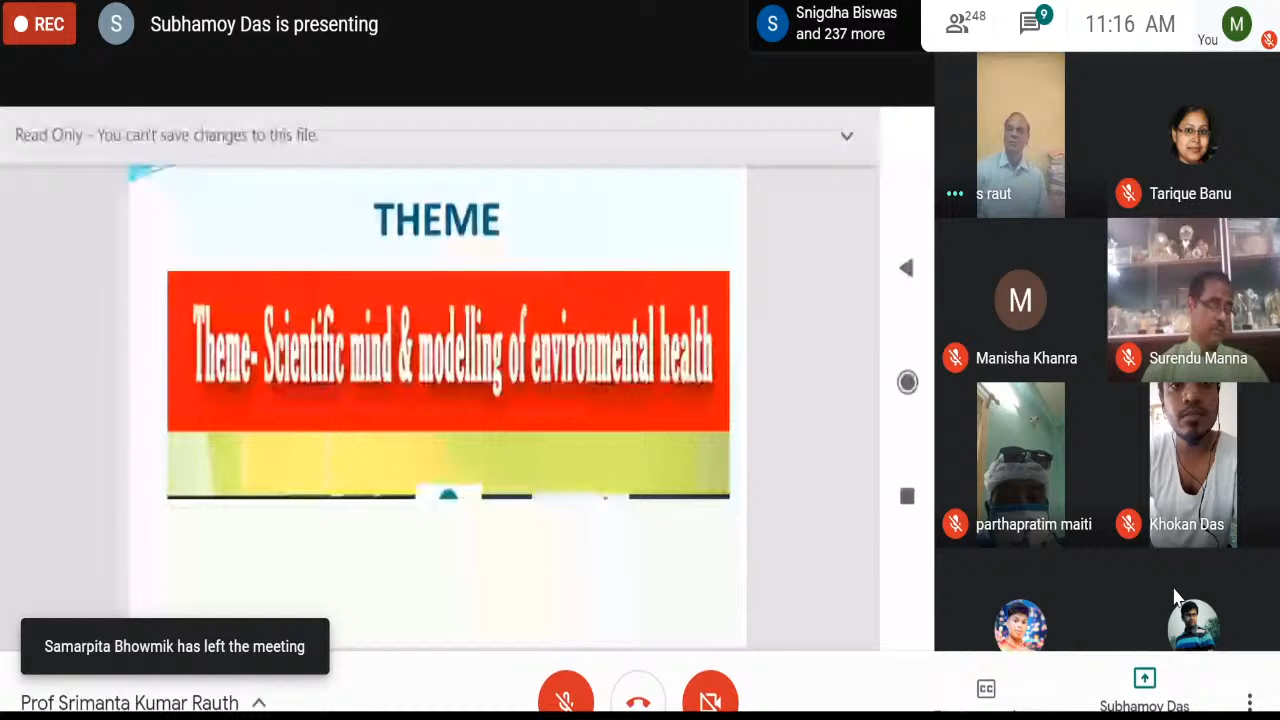 REC
S
Subhamoy Das is presenting
S
Snigdha Biswas
and 237 more
248
9
11:16 AM
You
M
Read Only - You can't save changes to this file.
THEME
Theme- Scientific mind & modelling of environmental health
s raut
Tarique Banu
M
Manisha Khanra
Surendu Manna
parthapratim maiti
Khokan Das
Samarpita Bhowmik has left the meeting
Prof Srimanta Kumar Rauth
CC
Subhamoy Das